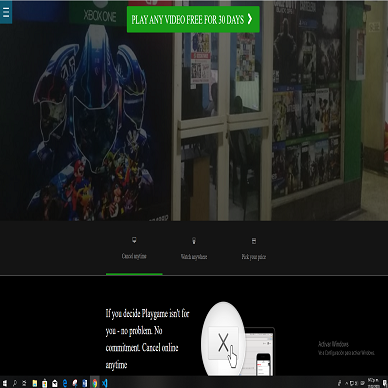 XBOX ONE
PLAY ANY VIDEO FREE FOR 30 DAYS
Cancel anytime
Watch anywhere
Pick your price
If you decide Playgame isn't for
you - no problem. No
commitment. Cancel online
anytime
Activar Windows
Ve a Configuración para activar Windows.